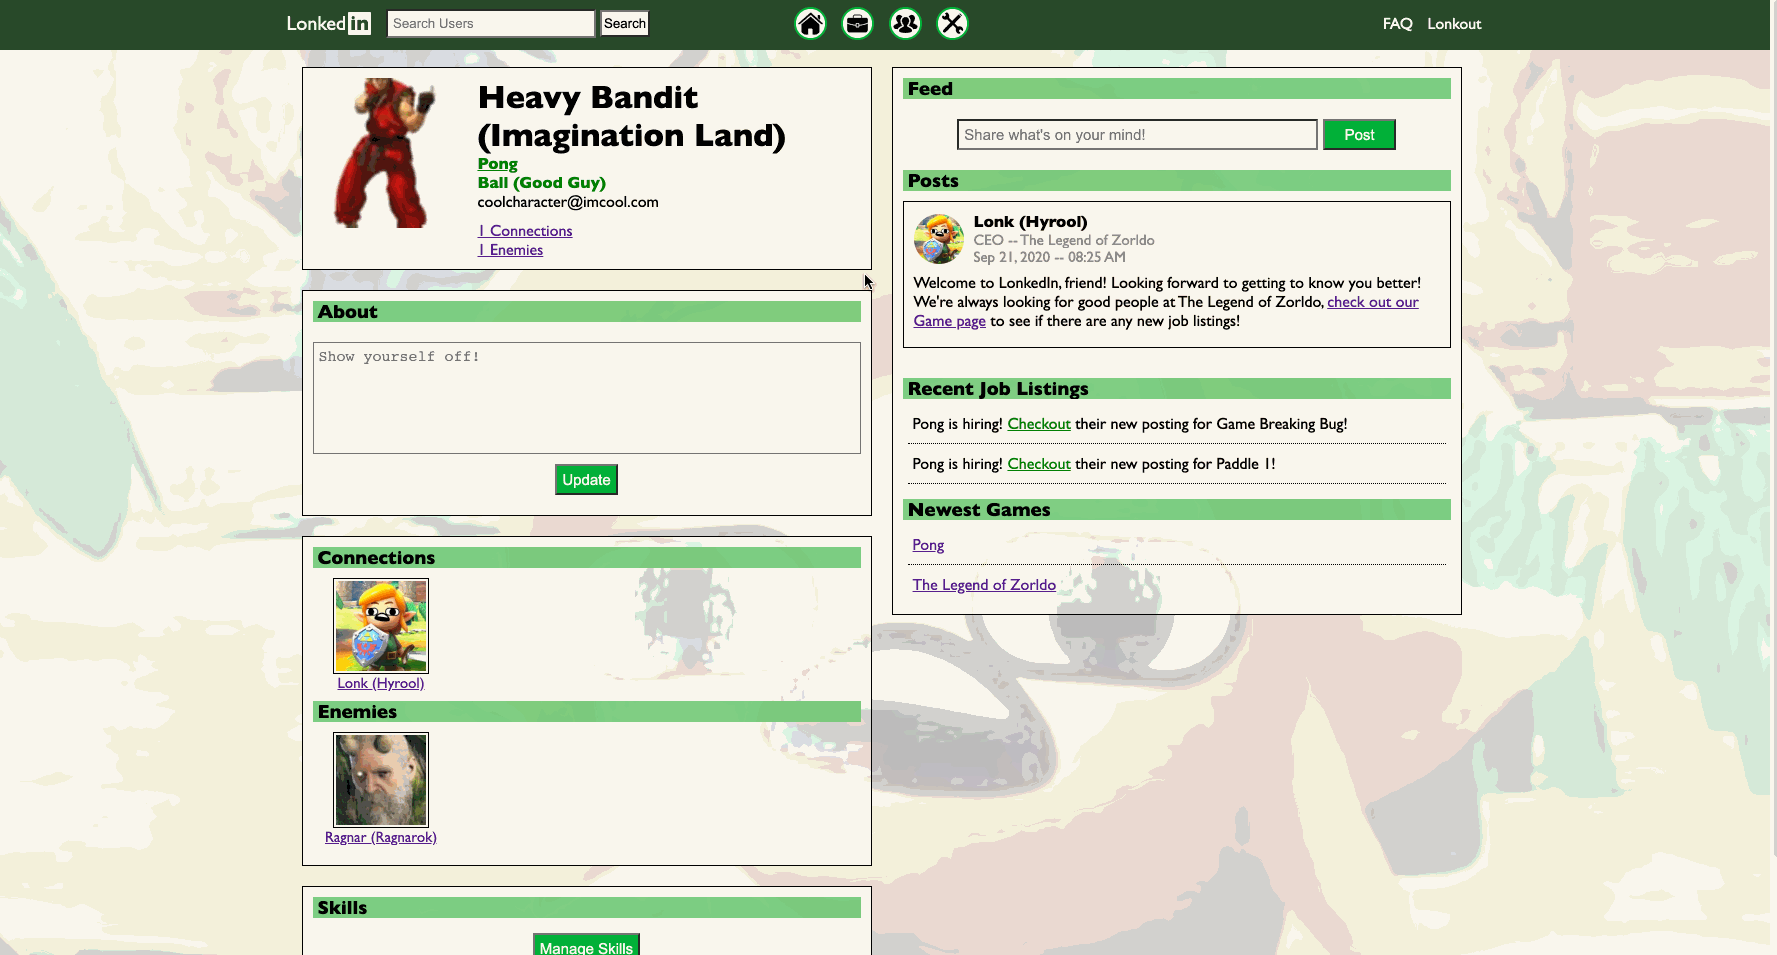 Lonked in
Search Users
Search
FAQ
Lonkout
Heavy Bandit
(Imagination Land)
Pong
Ball (Good Guy)
coolcharacter@imcool.com
1 Connections
1 Enemies
About
Show yourself off!
Update
Connections
Lonk (Hyrool)
Enemies
Ragnar (Ragnarok)
Skills
Manage Skills
Feed
Share what's on your mind!
Post
Posts
Lonk (Hyrool)
CEO -- The Legend of Zorldo
Sep 21, 2020 -- 08:25 AM
Welcome to LonkedIn, friend! Looking forward to getting to know you better!
We're always looking for good people at The Legend of Zorldo, check out our
Game page to see if there are any new job listings!
Recent Job Listings
Pong is hiring! Checkout their new posting for Game Breaking Bug!
Pong is hiring! Checkout their new posting for Paddle 1!
Newest Games
Pong
The Legend of Zorldo